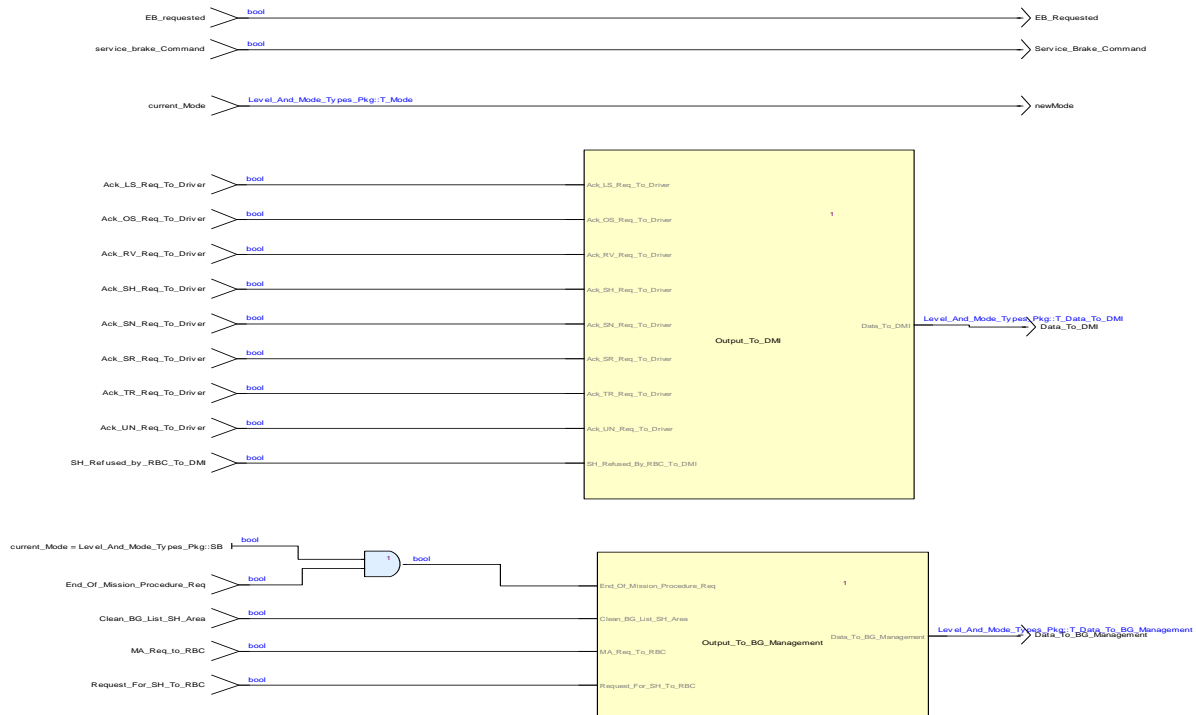 EB_requested bool EB_Requested
service_brake_Command bool Service_Brake_Command
current_Mode Level_And_Mode_Types_Pkg::T_Mode newMode
Ack_LS_Req_To_Driver bool Ack_LS_Req_To_Driver
Ack_OS_Req_To_Driver bool Ack_OS_Req_To_Driver 1
Ack_RV_Req_To_Driver bool Ack_RV_Req_To_Driver
Ack_SH_Req_To_Driver bool Ack_SH_Req_To_Driver
Ack_SN_Req_To_Driver bool Ack_SN_Req_To_Driver Data_To_DMI Level_And_Mode_Types_Pkg::T_Data_To_DMI Data_To_DMI
Output_To_DMI
Ack_SR_Req_To_Driver bool Ack_SR_Req_To_Driver
Ack_TR_Req_To_Driver bool Ack_TR_Req_To_Driver
Ack_UN_Req_To_Driver bool Ack_UN_Req_To_Driver
SH_Refused_by_RBC_To_DMI bool SH_Refused_By_RBC_To_DMI
current_Mode = Level_And_Mode_Types_Pkg::SB bool
1 bool
End_Of_Mission_Procedure_Req bool End_Of_Mission_Procedure_Req 1
Clean_BG_List_SH_Area bool Clean_BG_List_SH_Area
Output_To_BG_Management Data_To_BG_Management Level_And_Mode_Types_Pkg::T_Data_To_BG_Management Data_To_BG_Management
MA_Req_to_RBC bool MA_Req_To_RBC
Request_For_SH_To_RBC bool Request_For_SH_To_RBC